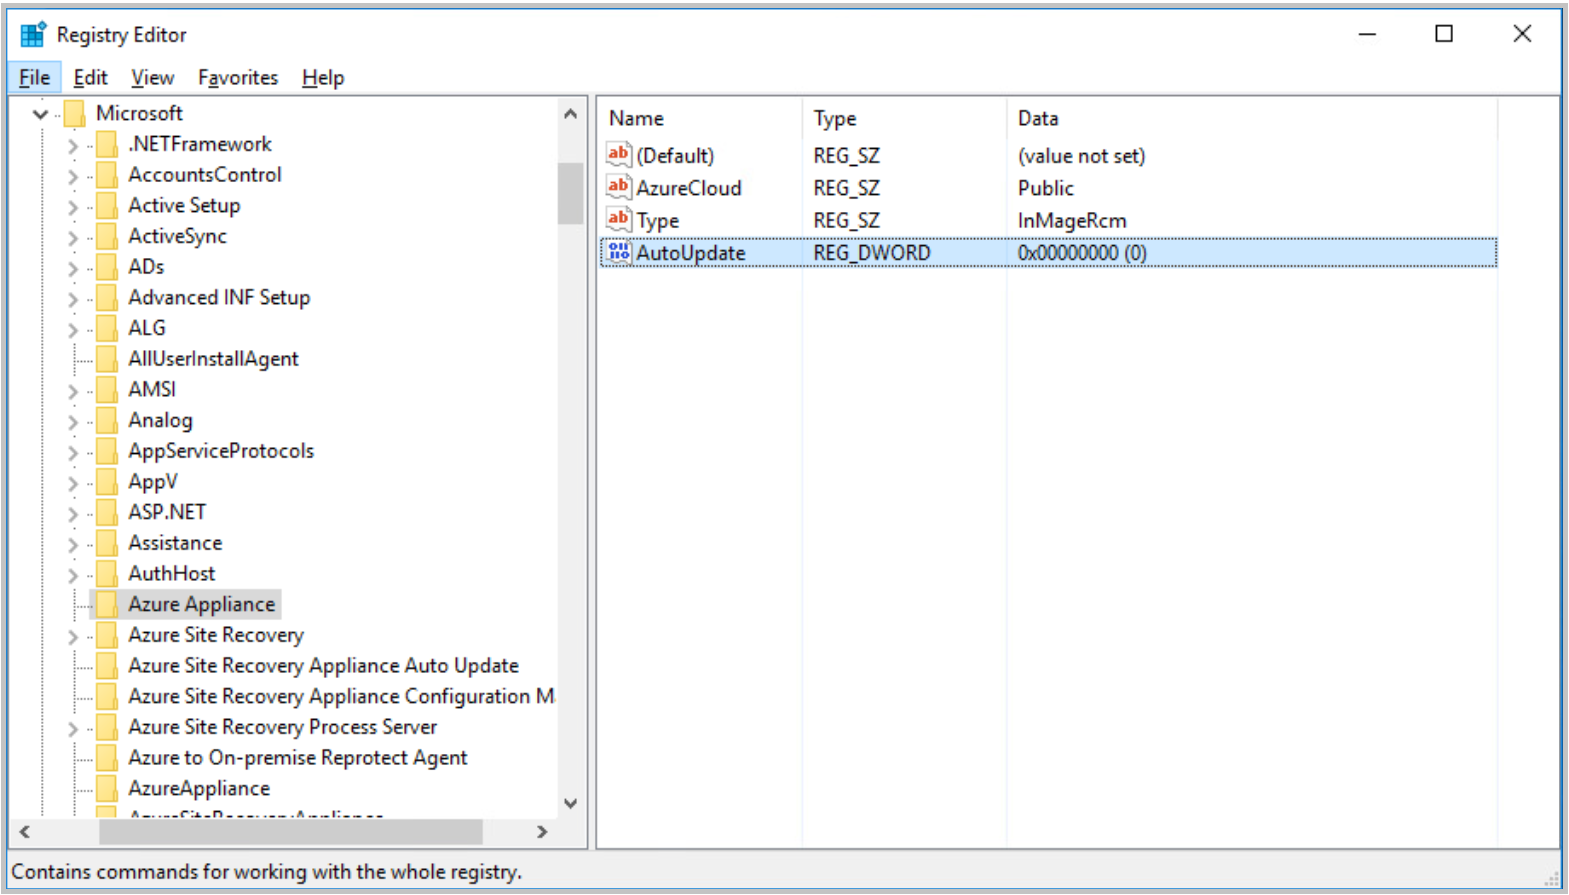 Registry Editor
File Edit View Favorites Help
Microsoft
.NETFramework
AccountsControl
Active Setup
ActiveSync
ADs
Advanced INF Setup
ALG
AllUserInstallAgent
AMSI
Analog
AppServiceProtocols
AppV
ASP.NET
Assistance
AuthHost
Azure Appliance
Azure Site Recovery
Azure Site Recovery Appliance Auto Update
Azure Site Recovery Appliance Configuration M
Azure Site Recovery Process Server
Azure to On-premise Reprotect Agent
AzureAppliance
Name Type Data
(Default) REG_SZ (value not set)
AzureCloud REG_SZ Public
Type REG_SZ InMageRcm
AutoUpdate REG_DWORD 0x00000000 (0)
Contains commands for working with the whole registry.